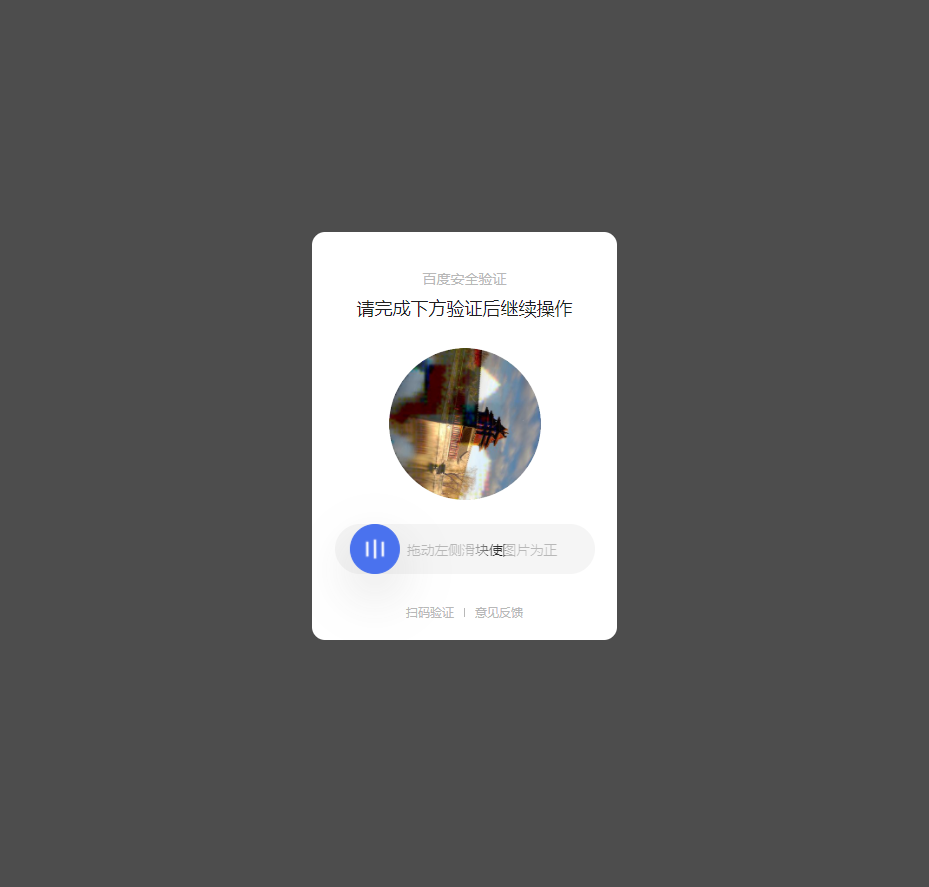 百度安全验证
请完成下方验证后继续操作
拖动左侧滑块使图片为正
扫码验证
意见反馈